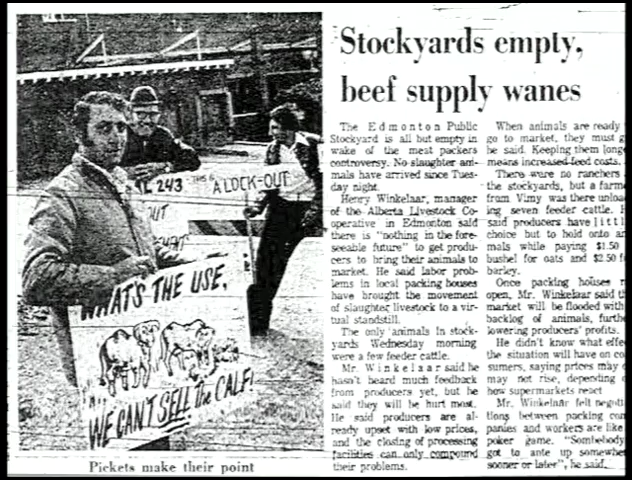 Stockyards empty,
beef supply wanes
The Edmonton Public
Stockyard is all but empty in
wake of the meat packers
controversy. No slaughter ani-
mals have arrived since Tues-
day night.
Henry Winkelaar, manager
of the Alberta Livestock Co-
operative in Edmonton said
there is "nothing in the fore-
seeable future" to get produ-
cers to bring their animals to
market. He said labor prob-
lems in local packing houses
have brought the movement
of slaughter livestock to a vir-
tual standstill.
The only animals in stock-
yards Wednesday morning
were a few feeder cattle.
Mr. Winkelaar said he
hasn't heard much feedback
from producers yet, but he
said they will be hurt most.
He said producers are al-
ready upset with low prices,
and the closing of processing
facilities can only compound
their problems.
When animals are ready
go to market, they must g
he said. Keeping them long
means increased feed costs.
There were no ranchers
the stockyards, but a farm
from Vimy was there unloa
ing seven feeder cattle. H
said producers have littl
choice but to hold onto a
mals while paying $1.50
bushel for oats and $2.50 f
barley.
Once packing houses r
open, Mr. Winkelaar said t
market will be flooded with
backlog of animals, furthe
lowering producers' profits.
He didn't know what effe
the situation will have on co
sumers, saying prices may
may not rise, depending
how supermarkets react
Mr. Winkelaar felt negoti
tions between packing com
panies and workers are like
poker game. "Sombebody
got to ante up somewhe
sooner or later", he said.
243
THIS IS
A LOCK-OUT
OUT
WHAT'S THE USE,
WE CAN'T SELL the CALF!
Pickets make their point